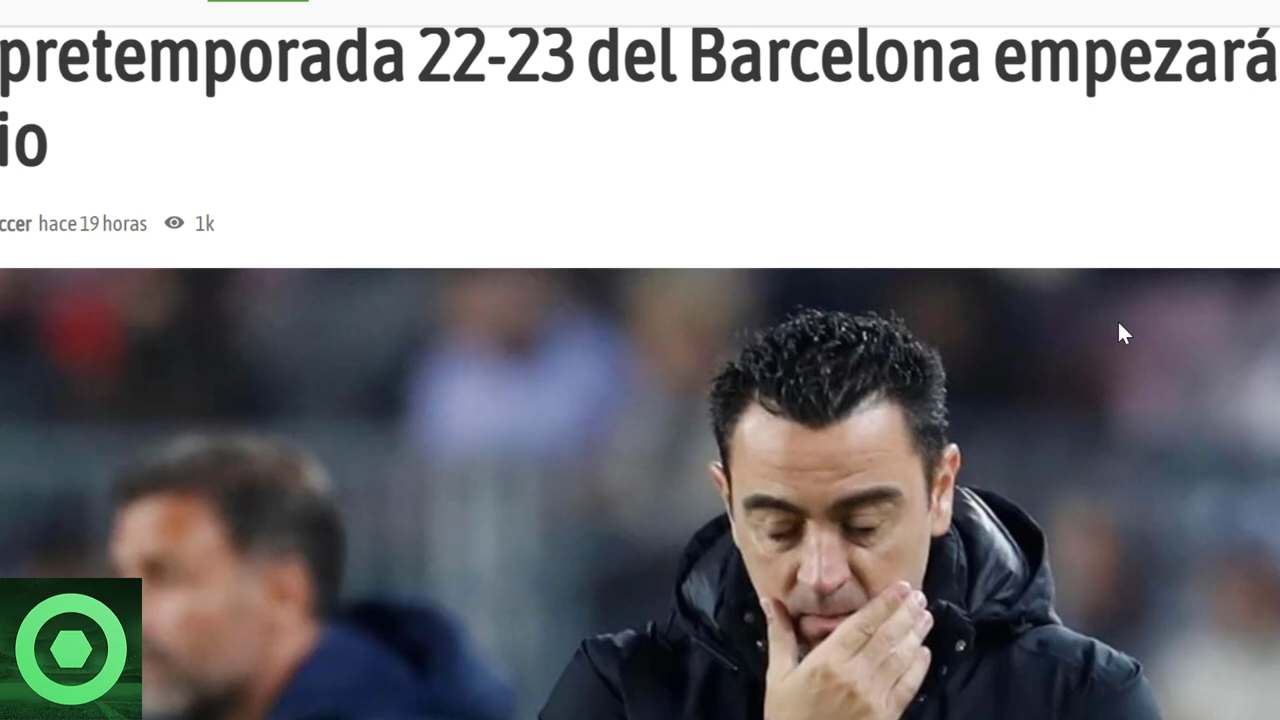 pretemporada 22-23 del Barcelona empezará
io
ccer hace 19 horas 1k